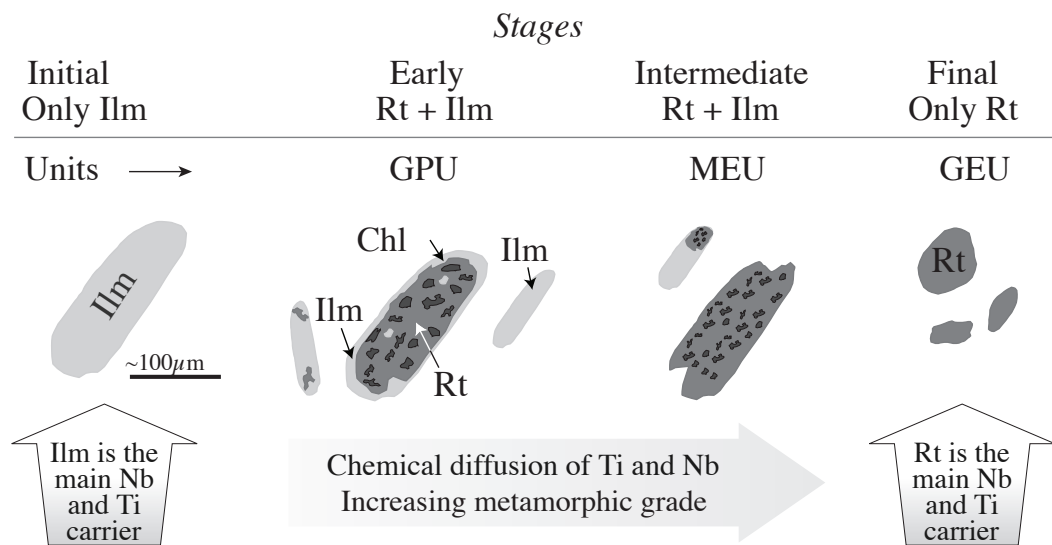 Stages
Initial
Only Ilm
Early
Rt + Ilm
Intermediate
Rt + Ilm
Final
Only Rt
Units
GPU
MEU
GEU
Ilm
~100µm
Chl
Ilm
Ilm
Rt
Rt
Ilm is the
main Nb
and Ti
carrier
Chemical diffusion of Ti and Nb
Increasing metamorphic grade
Rt is the
main Nb
and Ti
carrier